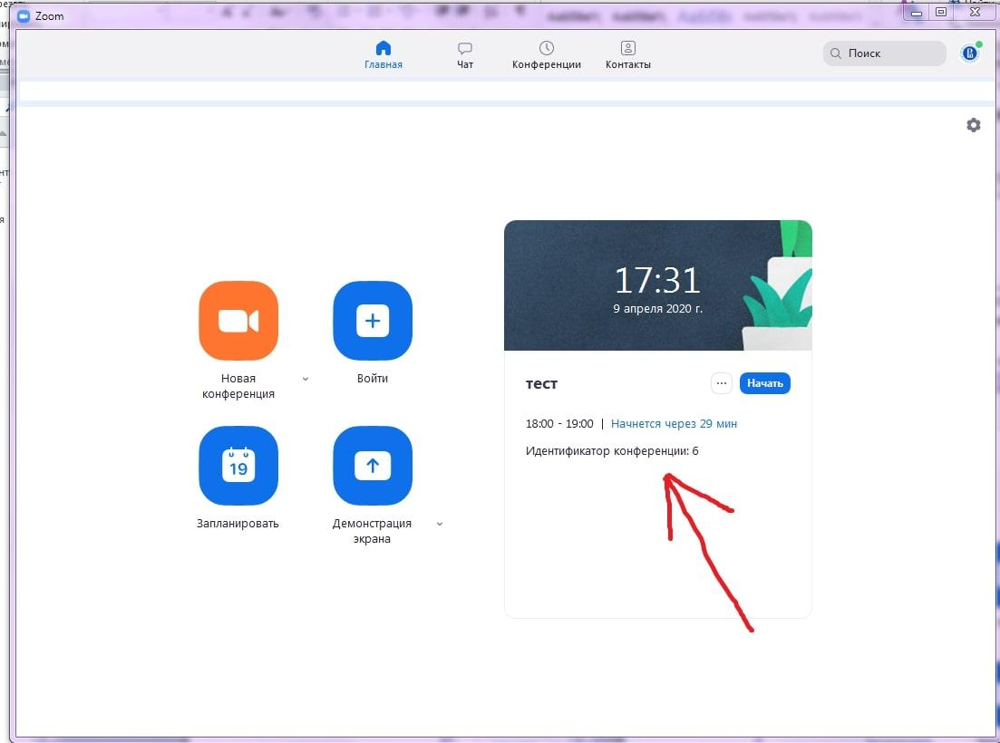 Zoom
Главная
Чат
Конференции
Контакты
Поиск
17:31
9 апреля 2020 г.
Новая
конференция
Войти
тест
Начать
18:00 - 19:00 | Начнется через 29 мин
Идентификатор конференции: 6
19
Запланировать
Демонстрация
экрана